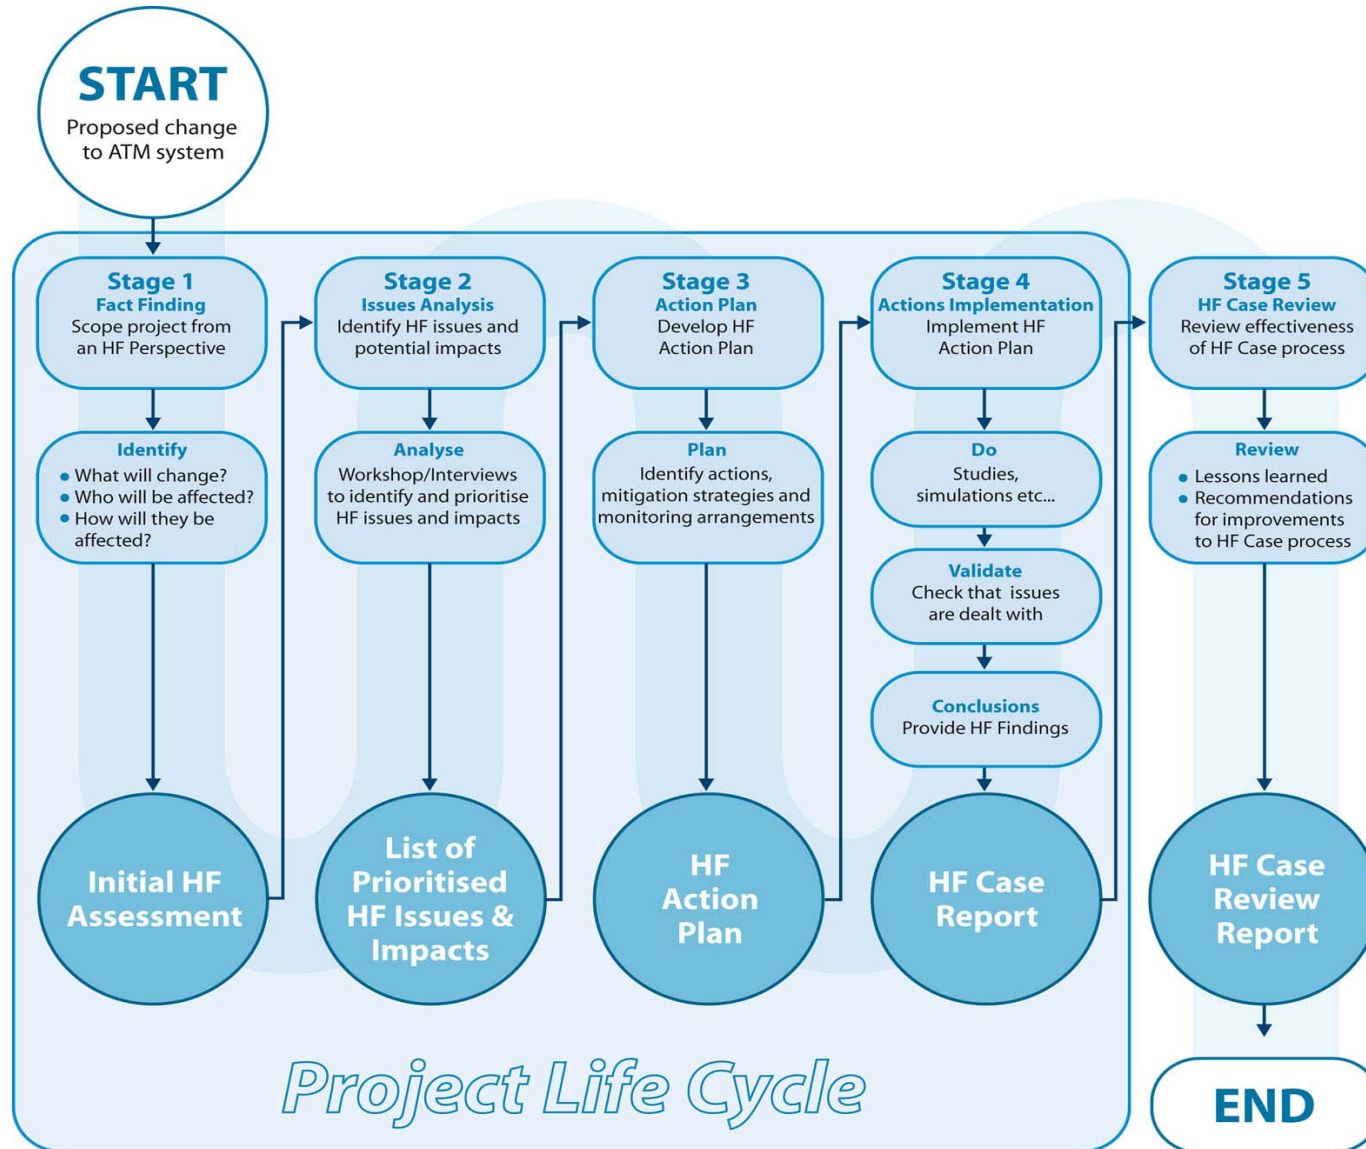 START
Proposed change
to ATM system
Stage 1
Fact Finding
Scope project from
an HF Perspective
Identify
• What will change?
• Who will be affected?
• How will they be
affected?
Initial HF
Assessment
Stage 2
Issues Analysis
Identify HF issues and
potential impacts
Analyse
Workshop/Interviews
to identify and prioritise
HF issues and impacts
List of
Prioritised
HF Issues &
Impacts
Stage 3
Action Plan
Develop HF
Action Plan
Plan
Identify actions,
mitigation strategies and
monitoring arrangements
HF
Action
Plan
Stage 4
Actions Implementation
Implement HF
Action Plan
Do
Studies,
simulations etc...
Validate
Check that issues
are dealt with
Conclusions
Provide HF Findings
HF Case
Report
Stage 5
HF Case Review
Review effectiveness
of HF Case process
Review
• Lessons learned
• Recommendations
for improvements
to HF Case process
HF Case
Review
Report
END
Project Life Cycle